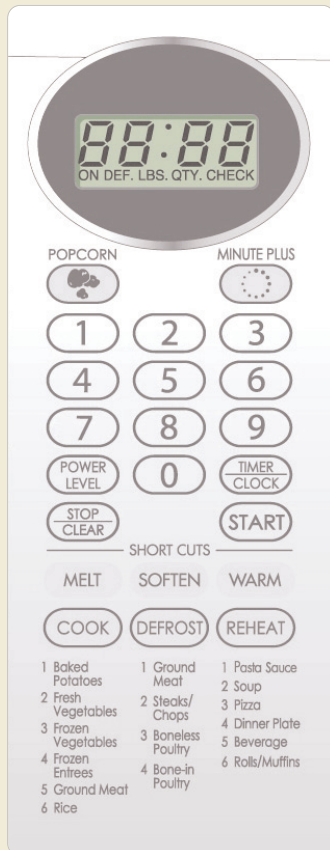 88:88
ON DEF. LBS. QTY. CHECK
POPCORN MINUTE PLUS
1 2 3
4 5 6
7 8 9
POWER
LEVEL
0
TIMER
CLOCK
STOP
CLEAR
START
SHORT CUTS
MELT SOFTEN WARM
COOK DEFROST REHEAT
1 Baked
Potatoes
2 Fresh
Vegetables
3 Frozen
Vegetables
4 Frozen
Entrees
5 Ground Meat
6 Rice
1 Ground
Meat
2 Steaks/
Chops
3 Boneless
Poultry
4 Bone-in
Poultry
1 Pasta Sauce
2 Soup
3 Pizza
4 Dinner Plate
5 Beverage
6 Rolls/Muffins